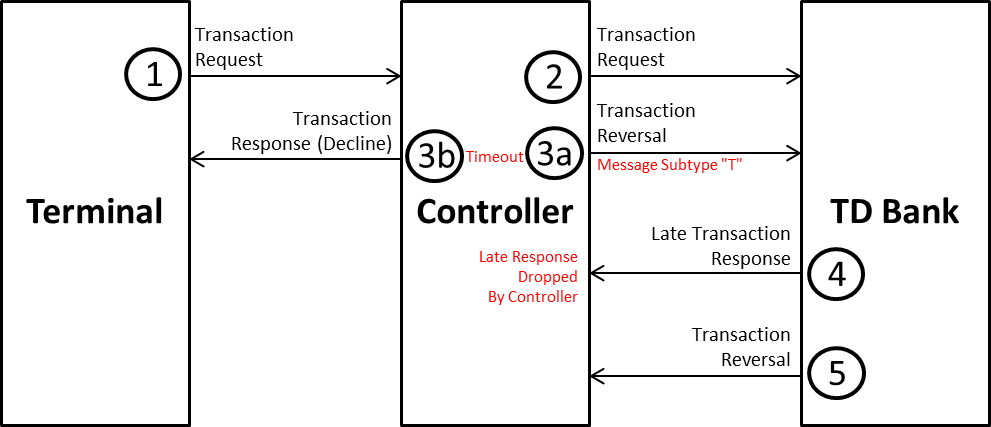 Transaction
Request
1
Transaction
Request
2
Transaction
Response (Decline)
3b
Timeout
3a
Transaction
Reversal
Message Subtype "T"
Terminal
Controller
TD Bank
Late Transaction
Response
4
Late Response
Dropped
By Controller
Transaction
Reversal
5